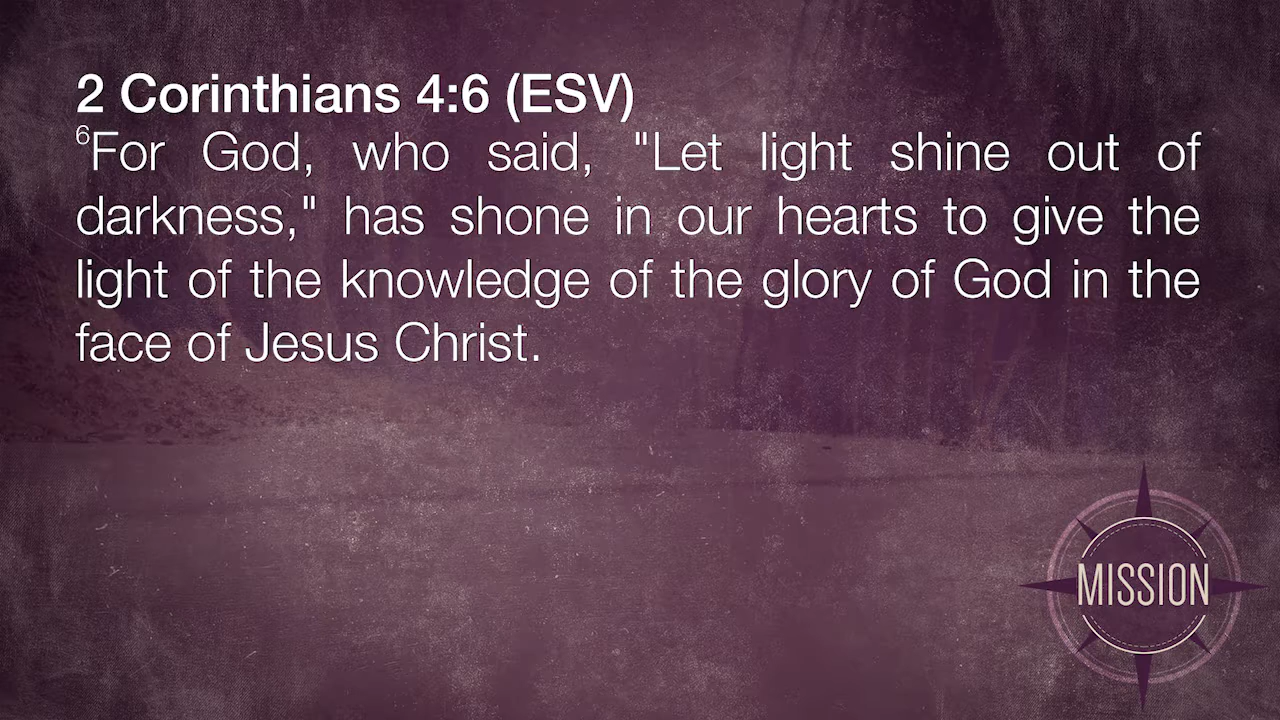 2 Corinthians 4:6 (ESV)
⁶For God, who said, "Let light shine out of
darkness," has shone in our hearts to give the
light of the knowledge of the glory of God in the
face of Jesus Christ.
MISSION